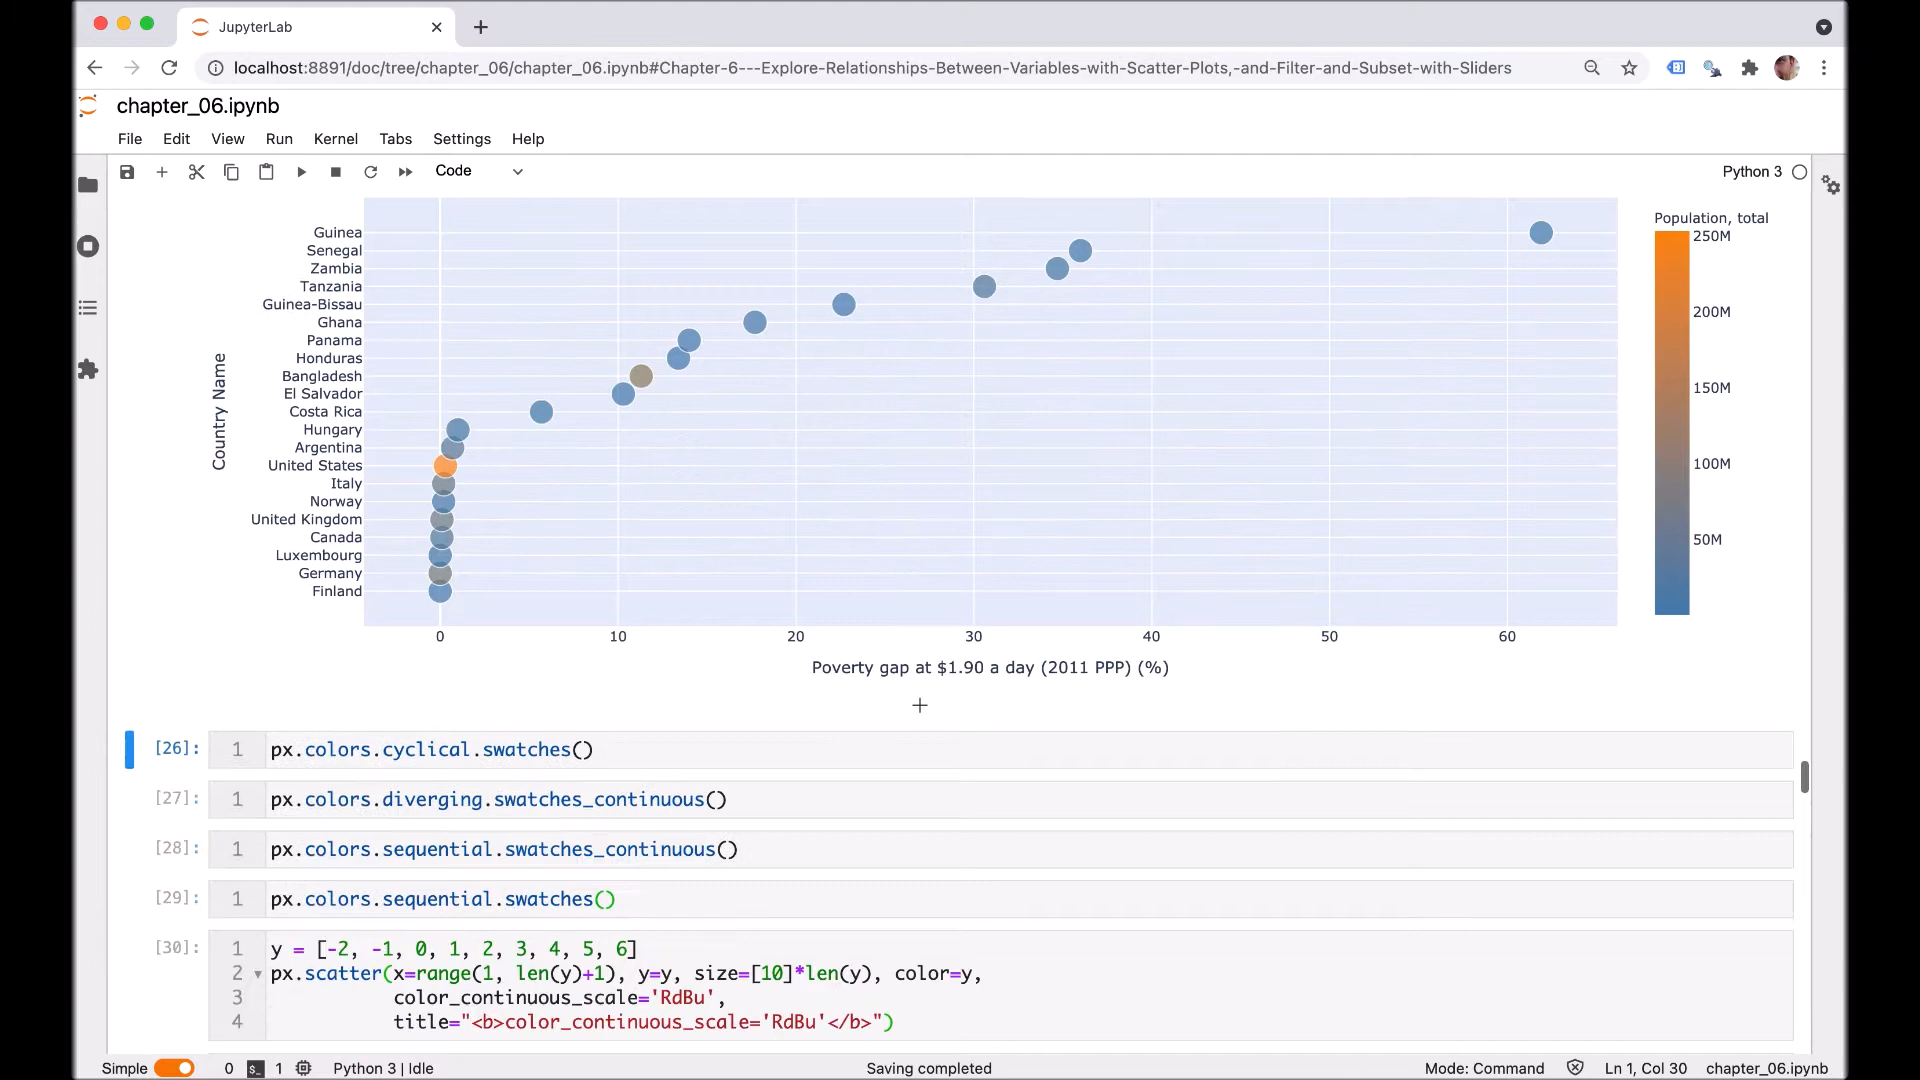 JupyterLab
localhost:8891/doc/tree/chapter_06/chapter_06.ipynb#Chapter-6---Explore-Relationships-Between-Variables-with-Scatter-Plots,-and-Filter-and-Subset-with-Sliders
chapter_06.ipynb
File Edit View Run Kernel Tabs Settings Help
Code
Python 3
Population, total
250M
200M
150M
100M
50M
Country Name
Guinea
Senegal
Zambia
Tanzania
Guinea-Bissau
Ghana
Panama
Honduras
Bangladesh
El Salvador
Costa Rica
Hungary
Argentina
United States
Italy
Norway
United Kingdom
Canada
Luxembourg
Germany
Finland
0 10 20 30 40 50 60
Poverty gap at $1.90 a day (2011 PPP) (%)
[26]: 1 px.colors.cyclical.swatches()
[27]: 1 px.colors.diverging.swatches_continuous()
[28]: 1 px.colors.sequential.swatches_continuous()
[29]: 1 px.colors.sequential.swatches()
[30]: 1 y = [-2, -1, 0, 1, 2, 3, 4, 5, 6]
2 px.scatter(x=range(1, len(y)+1), y=y, size=[10]*len(y), color=y,
3 color_continuous_scale='RdBu',
4 title="<b>color_continuous_scale='RdBu'</b>")
Simple 0 $_ 1 Python 3 | Idle Saving completed Mode: Command Ln 1, Col 30 chapter_06.ipynb